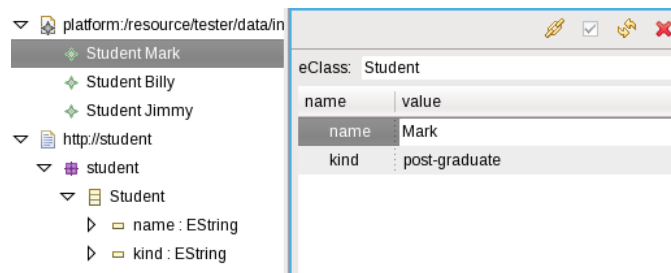 platform:/resource/tester/data/in
Student Mark
Student Billy
Student Jimmy
http://student
student
Student
name : EString
kind : EString
eClass: Student
name value
name Mark
kind post-graduate